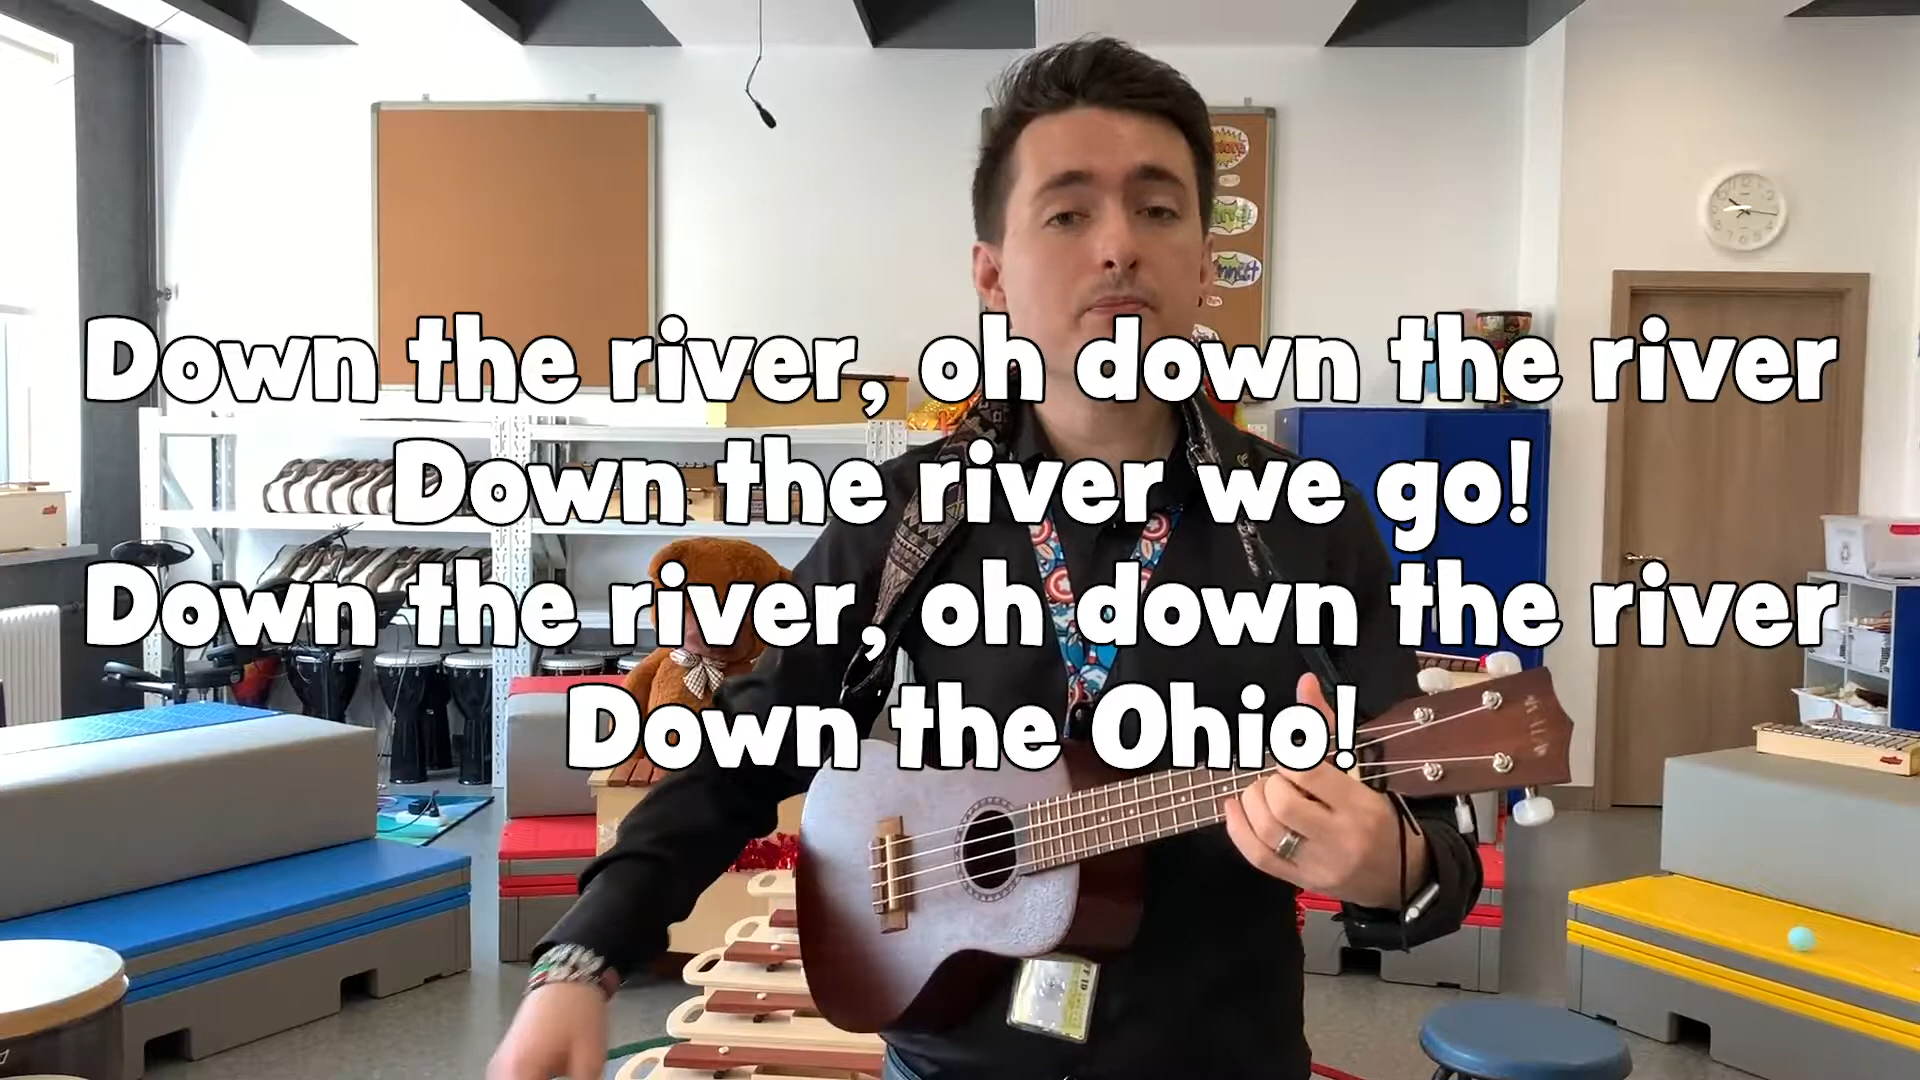 Down the river, oh down the river
Down the river we go!
Down the river, oh down the river
Down the Ohio!